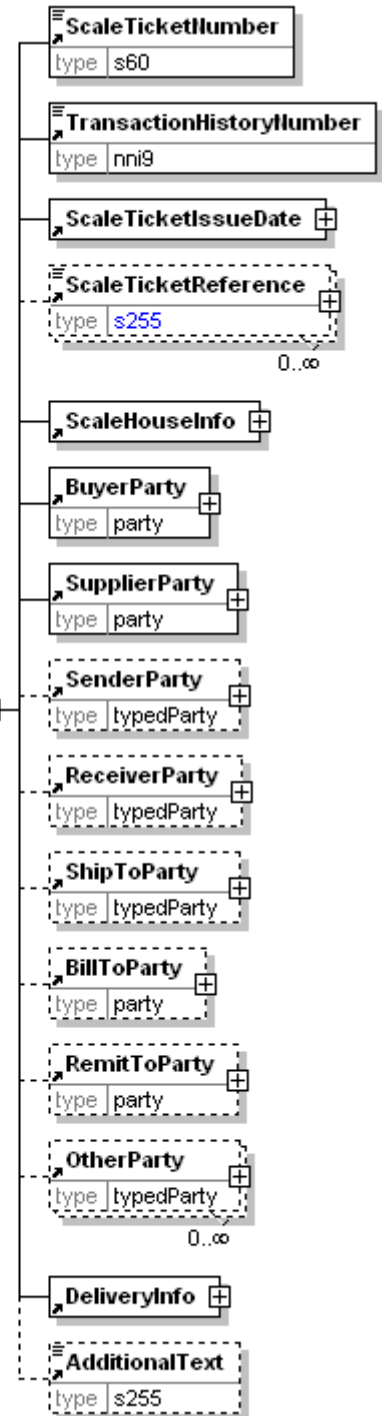 ScaleTicketNumber
type s60
TransactionHistoryNumber
type nni9
ScaleTicketIssueDate
ScaleTicketReference
type s255
0..∞
ScaleHouseInfo
BuyerParty
type party
SupplierParty
type party
SenderParty
type typedParty
ReceiverParty
type typedParty
ShipToParty
type typedParty
BillToParty
type party
RemitToParty
type party
OtherParty
type typedParty
0..∞
DeliveryInfo
AdditionalText
type s255